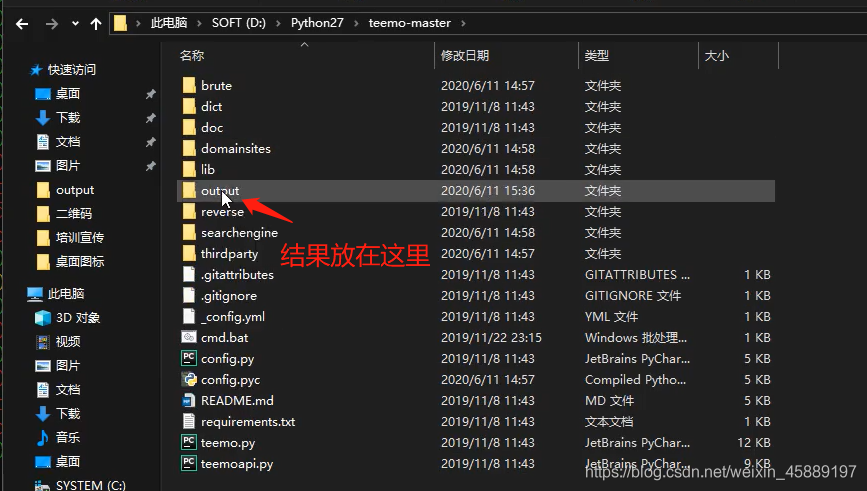 此电脑 › SOFT (D:) › Python27 › teemo-master ›
名称 修改日期 类型 大小
快速访问
桌面
下载
文档
图片
output
二维码
培训宣传
桌面图标
此电脑
3D 对象
视频
图片
文档
下载
音乐
桌面
SYSTEM (C:)
brute 2020/6/11 14:57 文件夹
dict 2019/11/8 11:43 文件夹
doc 2019/11/8 11:43 文件夹
domainsites 2020/6/11 14:58 文件夹
lib 2020/6/11 14:58 文件夹
output 2020/6/11 15:36 文件夹
reverse 2019/11/8 11:43 文件夹
searchengine 2020/6/11 14:58 文件夹
thirdparty 2020/6/11 14:57 文件夹
结果放在这里
.gitattributes 2019/11/8 11:43 GITATTRIBUTES ... 1 KB
.gitignore 2019/11/8 11:43 GITIGNORE 文件 1 KB
_config.yml 2019/11/8 11:43 YML 文件 1 KB
cmd.bat 2019/11/22 23:15 Windows 批处理... 1 KB
config.py 2019/11/8 11:43 JetBrains PyChar... 5 KB
config.pyc 2020/6/11 14:57 Compiled Pytho... 5 KB
README.md 2019/11/8 11:43 MD 文件 5 KB
requirements.txt 2019/11/8 11:43 文本文档 1 KB
teemo.py 2019/11/8 11:43 JetBrains PyChar... 12 KB
teemoapi.py 2019/11/8 11:43 JetBrains PyChar... 9 KB
https://blog.csdn.net/weixin_45889197